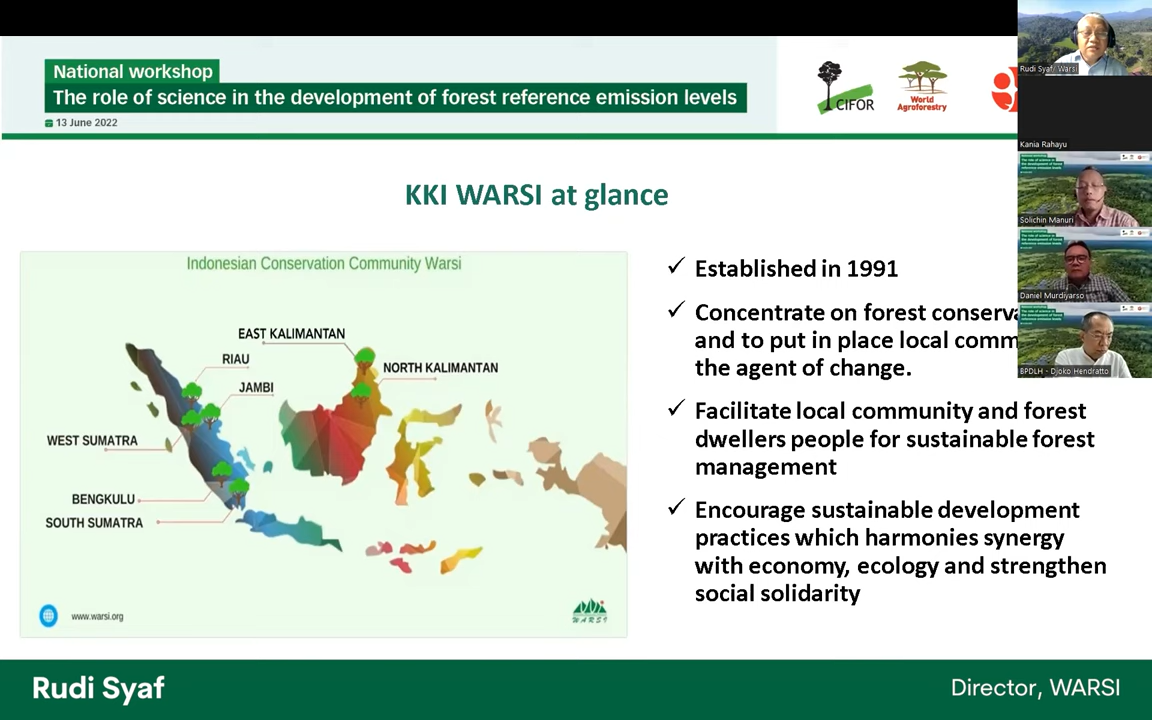 National workshop
The role of science in the development of forest reference emission levels
13 June 2022
CIFOR
World
Agroforestry
Rudi Syaf/ Warsi
Kania Rahayu
Solichin Manuri
Daniel Murdiyarso
BPDLH - Djoko Hendratto
KKI WARSI at glance
Indonesian Conservation Community Warsi
EAST KALIMANTAN
RIAU
NORTH KALIMANTAN
JAMBI
WEST SUMATRA
BENGKULU
SOUTH SUMATRA
www.warsi.org
WARSI
✓ Established in 1991
✓ Concentrate on forest conserva
and to put in place local comm
the agent of change.
✓ Facilitate local community and forest
dwellers people for sustainable forest
management
✓ Encourage sustainable development
practices which harmonies synergy
with economy, ecology and strengthen
social solidarity
Rudi Syaf
Director, WARSI